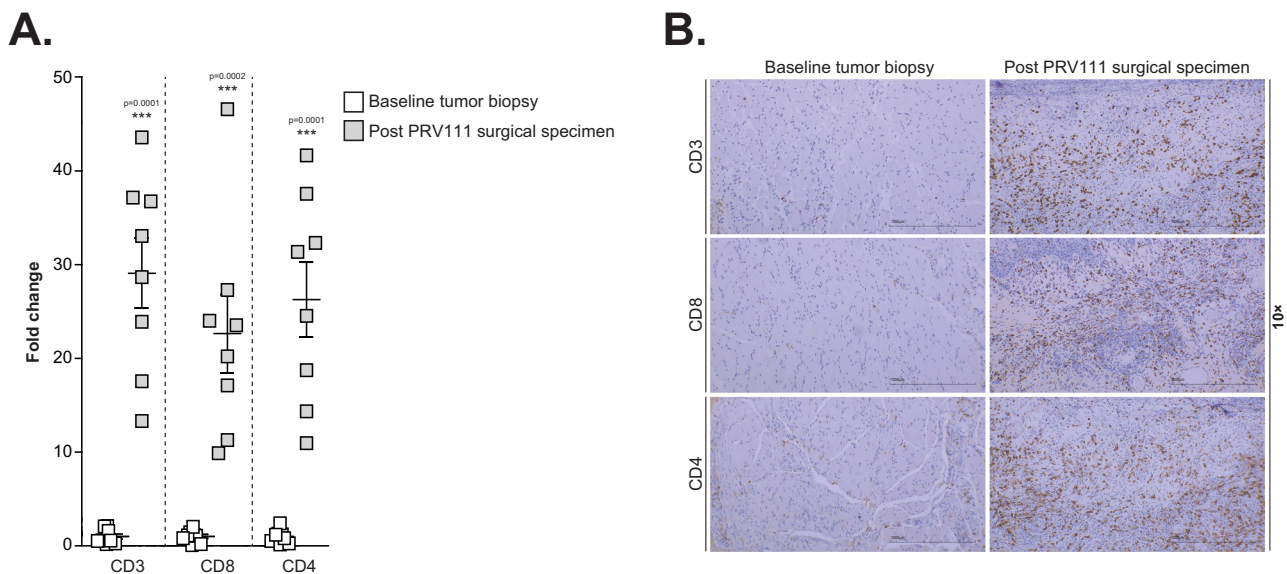 A.
B.
Baseline tumor biopsy
Post PRV111 surgical specimen
50
40
30
20
10
0
Fold change
p=0.0001
***
p=0.0002
***
p=0.0001
***
CD3
CD8
CD4
Baseline tumor biopsy
Post PRV111 surgical specimen
CD3
CD8
CD4
10×